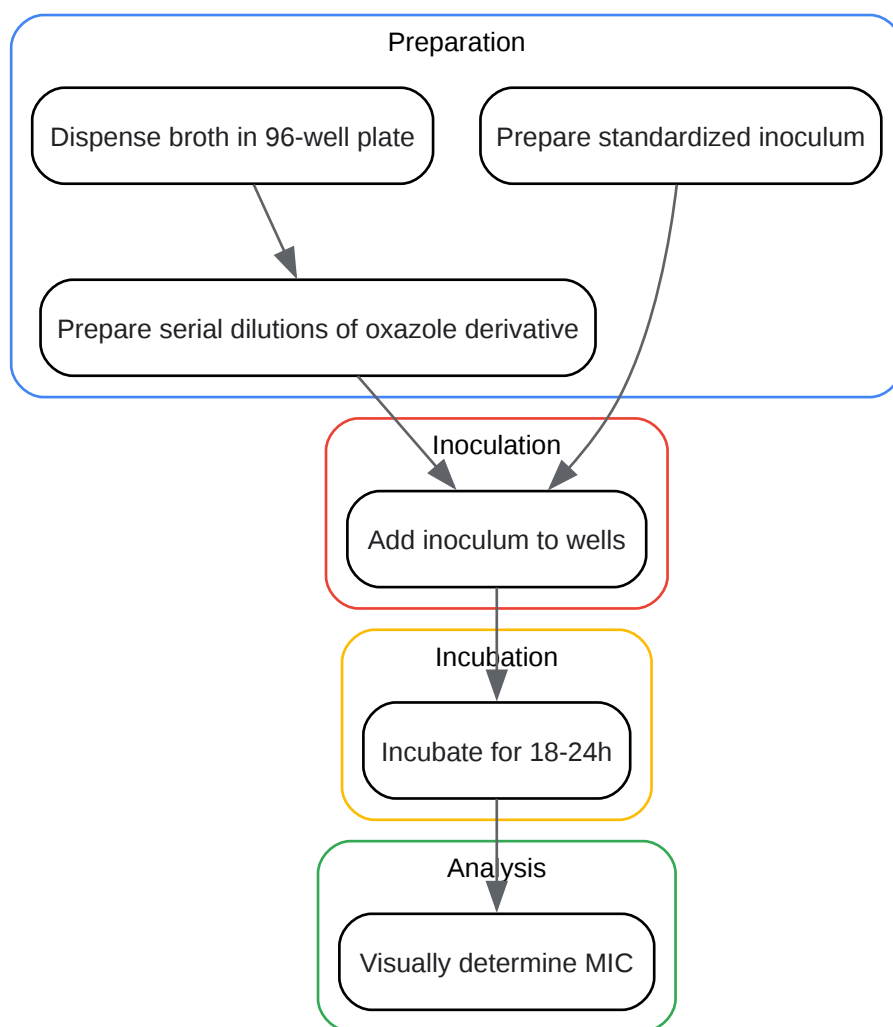 Preparation
Dispense broth in 96-well plate
Prepare standardized inoculum
Prepare serial dilutions of oxazole derivative
Inoculation
Add inoculum to wells
Incubation
Incubate for 18-24h
Analysis
Visually determine MIC